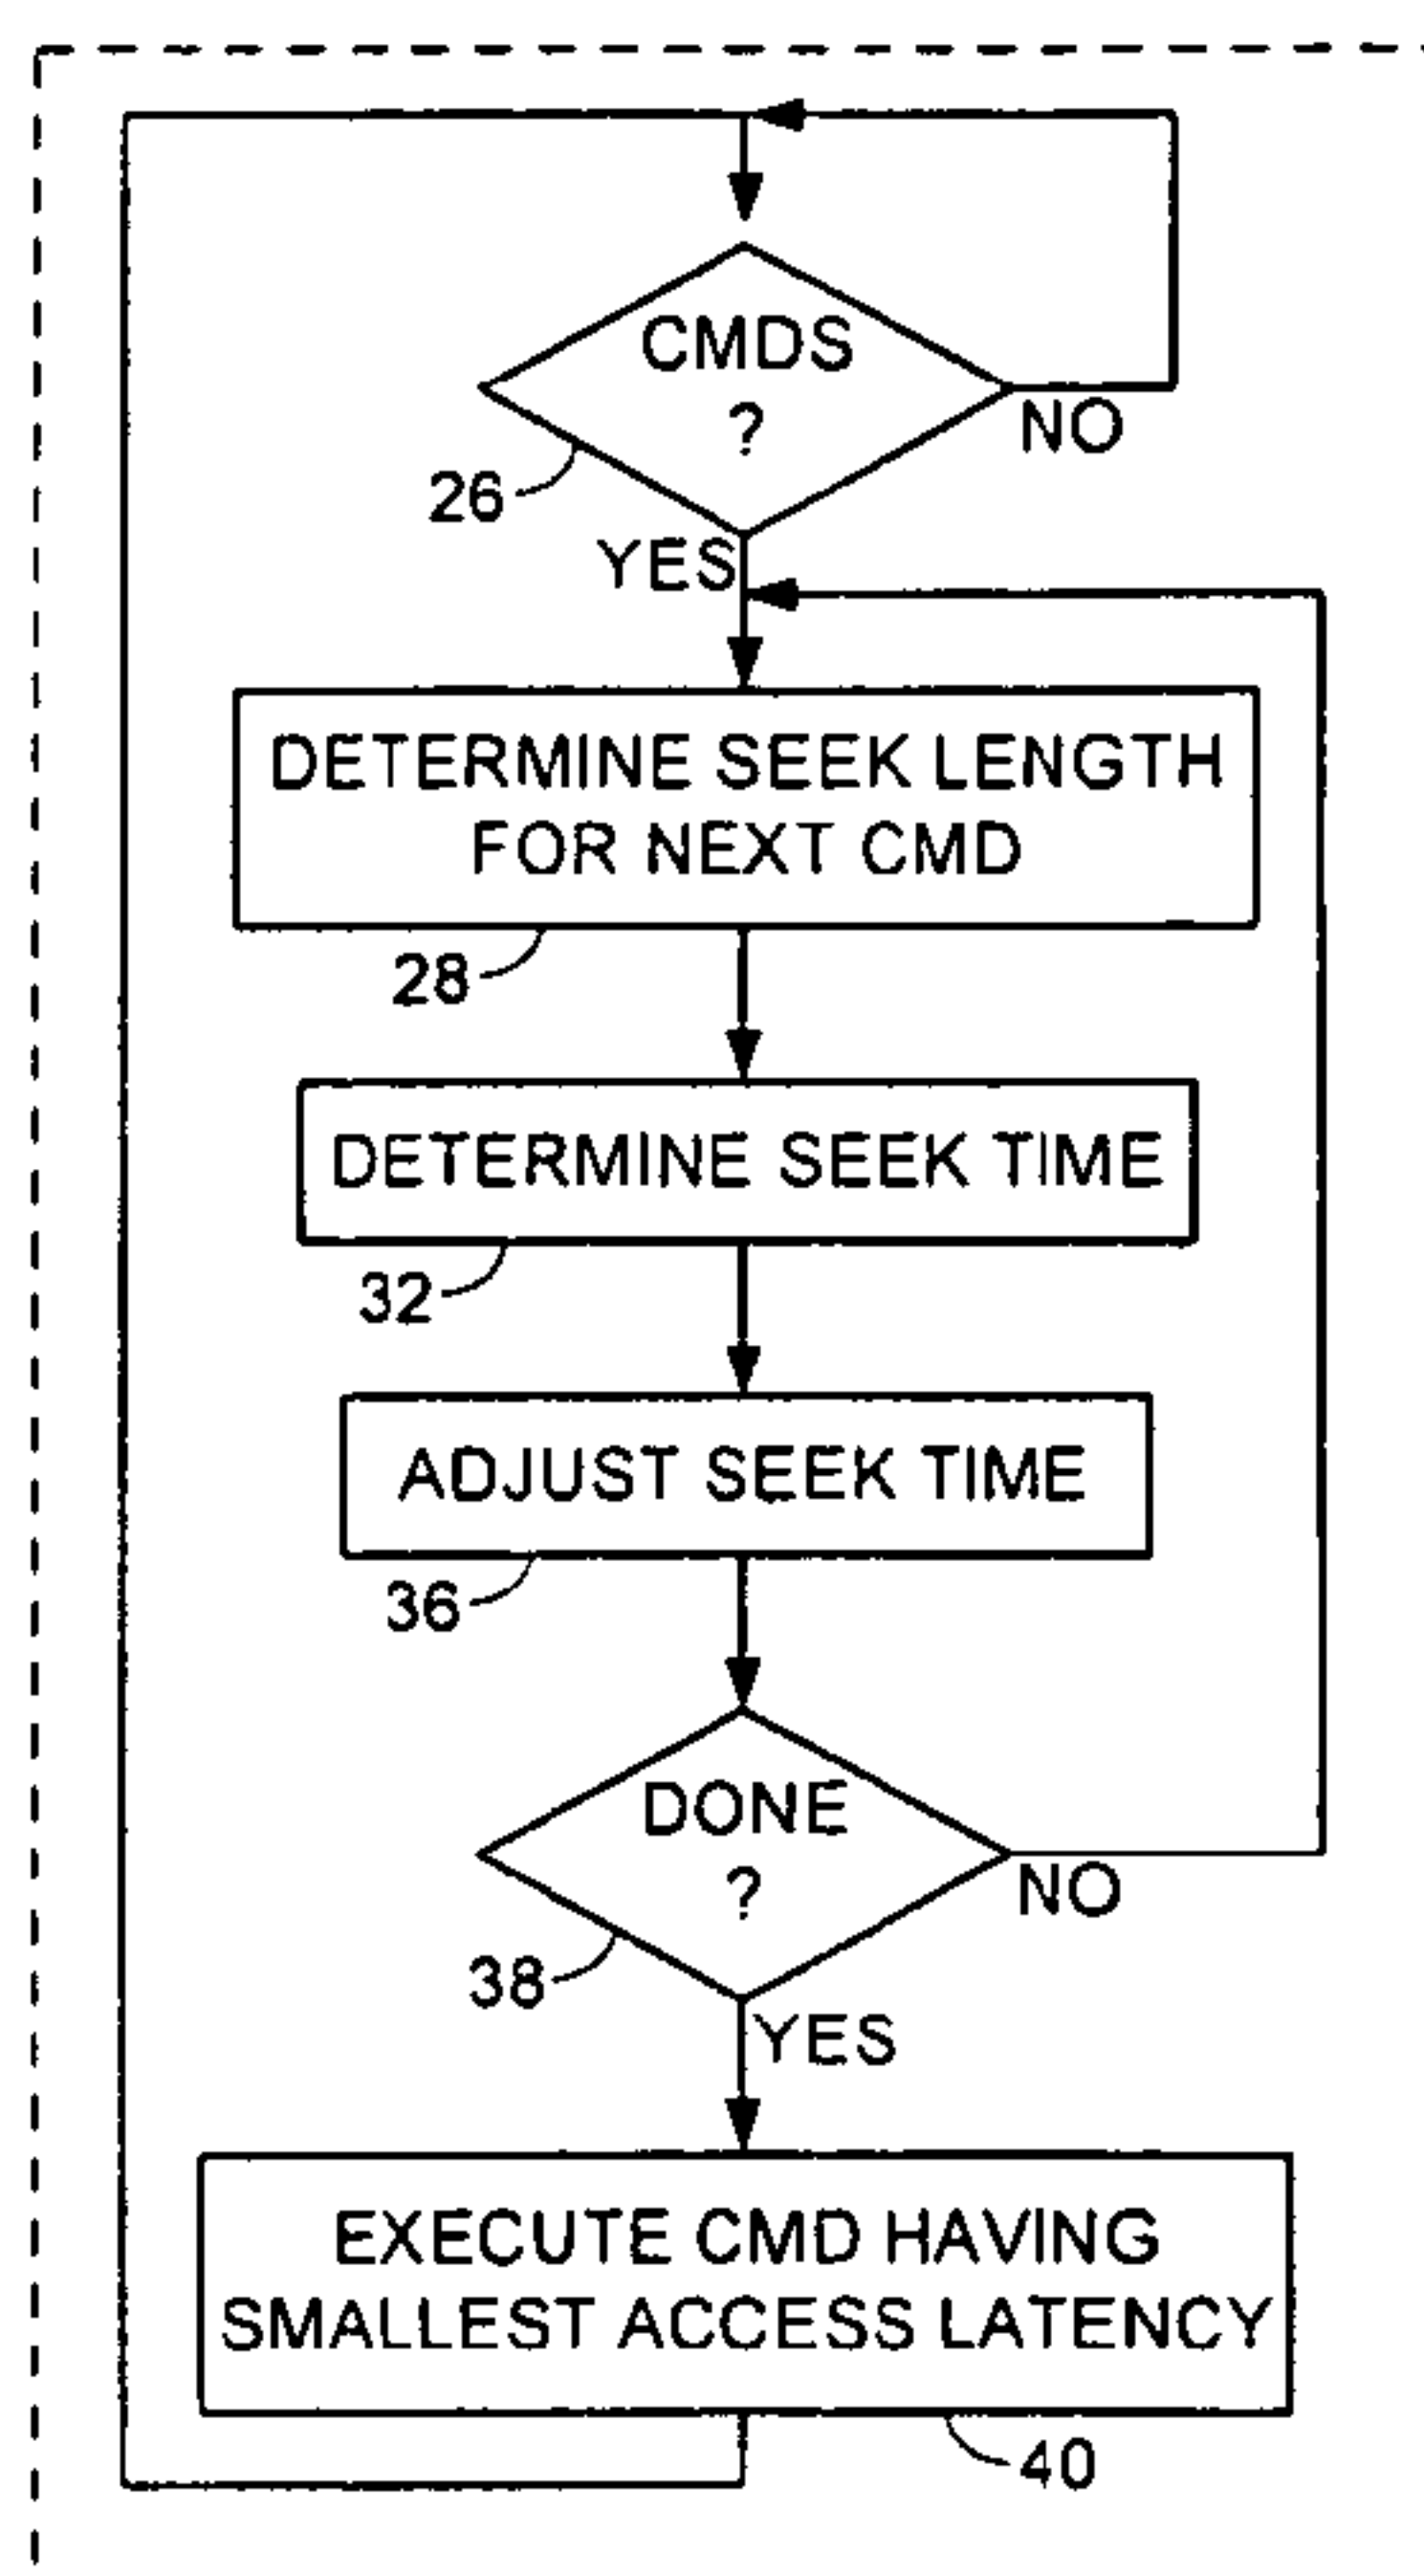 CMDS
?
NO
26
YES
DETERMINE SEEK LENGTH
FOR NEXT CMD
28
DETERMINE SEEK TIME
32
ADJUST SEEK TIME
36
DONE
?
NO
38
YES
EXECUTE CMD HAVING
SMALLEST ACCESS LATENCY
40